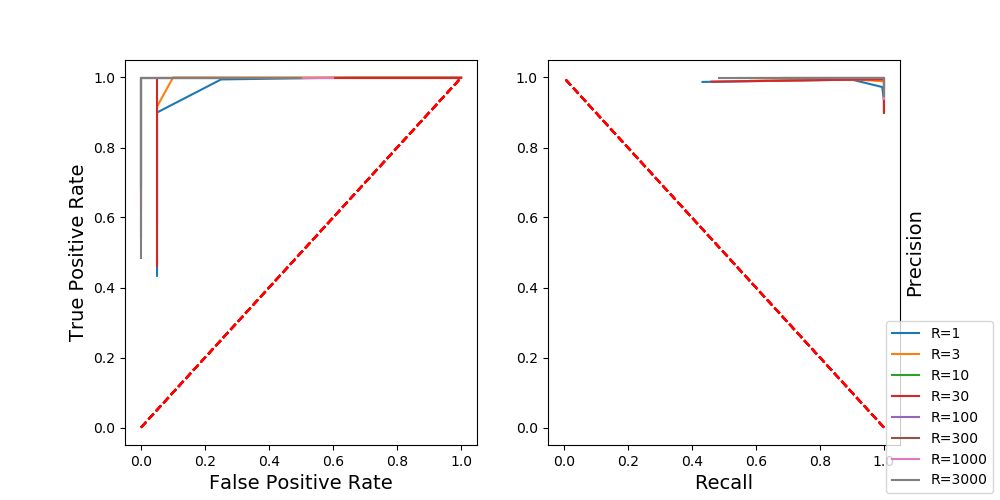 True Positive Rate
1.0
0.8
0.6
0.4
0.2
0.0
0.0 0.2 0.4 0.6 0.8 1.0
False Positive Rate
1.0
0.8
0.6
0.4
0.2
0.0
0.0 0.2 0.4 0.6 0.8 1.0
Recall
Precision
R=1
R=3
R=10
R=30
R=100
R=300
R=1000
R=3000